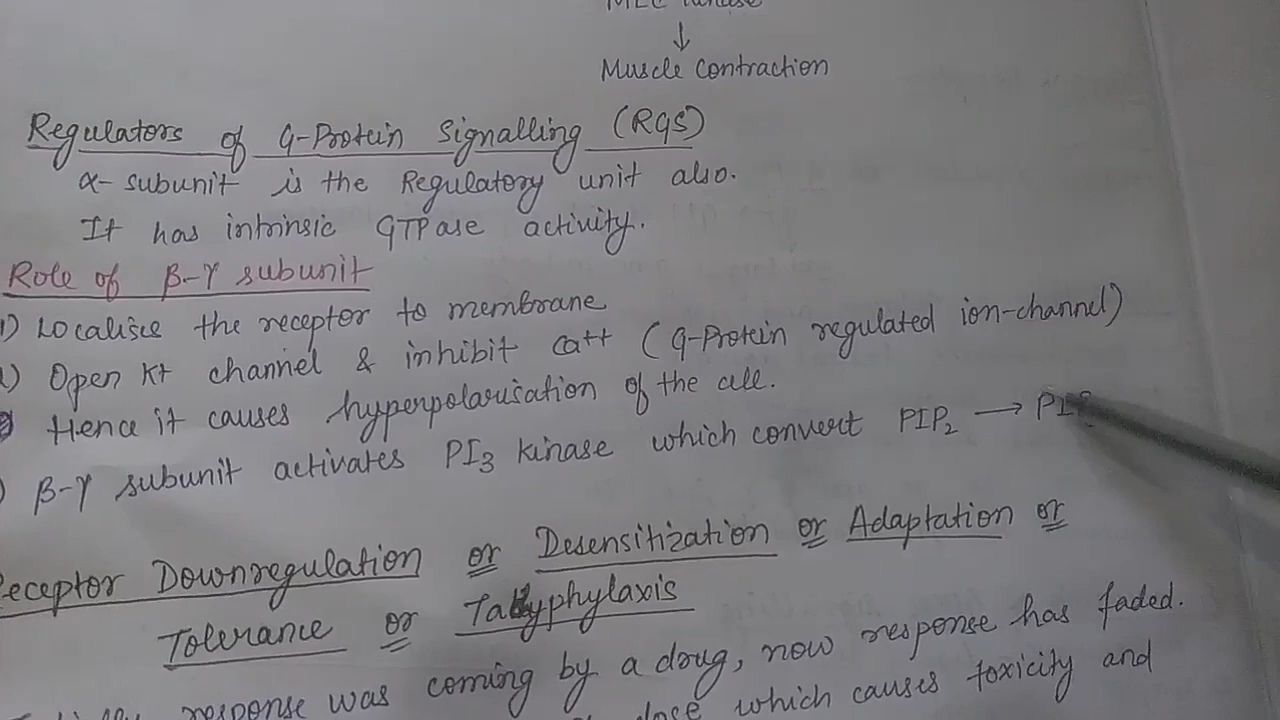 ↓
Muscle Contraction
Regulators of G-Protein Signalling (RGS)
α- subunit is the Regulatory unit also.
It has intrinsic GTPase activity.
Role of β-γ subunit
1) Localise the receptor to membrane
2) Open K+ channel & inhibit Ca++ (G-Protein regulated ion-channel)
Hence it causes hyperpolarisation of the cell.
) β-γ subunit activates PI3 kinase which convert PIP2 →
Receptor Downregulation or Desensitization or Adaptation or
Tolerance or Tachyphylaxis
response was coming by a drug, now response has faded.
dose which causes toxicity and